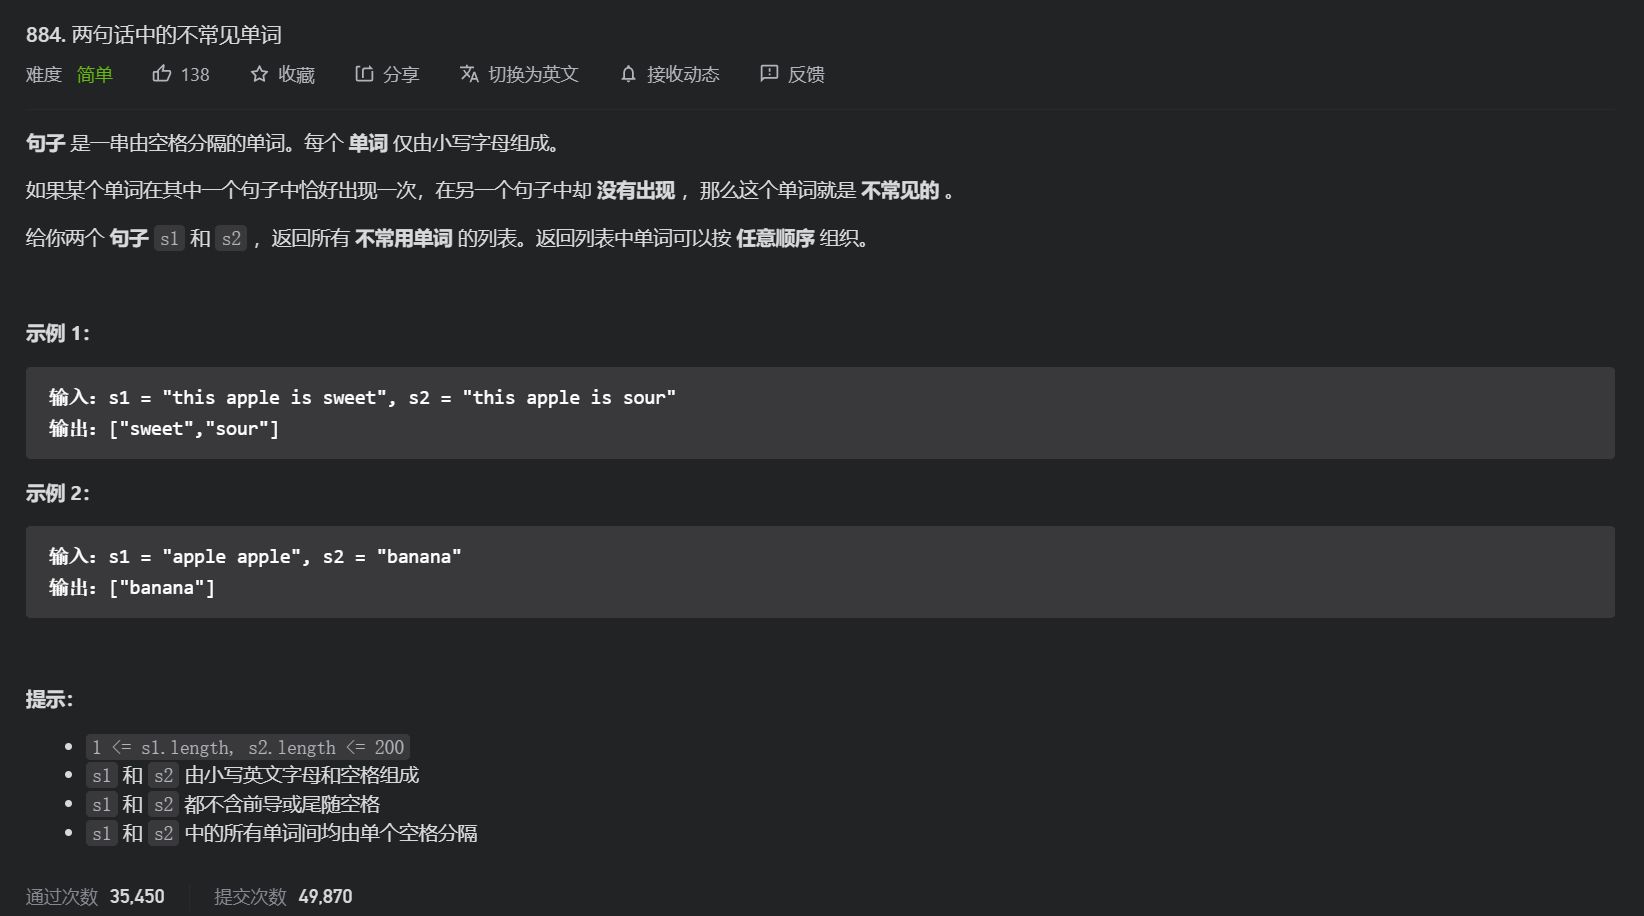 884. 两句话中的不常见单词
难度 简单 138 收藏 分享 切换为英文 接收动态 反馈
句子 是一串由空格分隔的单词。每个 单词 仅由小写字母组成。
如果某个单词在其中一个句子中恰好出现一次，在另一个句子中却 没有出现 ，那么这个单词就是 不常见的 。
给你两个 句子 s1 和 s2 ，返回所有 不常用单词 的列表。返回列表中单词可以按 任意顺序 组织。
示例 1：
输入：s1 = "this apple is sweet", s2 = "this apple is sour"
输出：["sweet","sour"]
示例 2：
输入：s1 = "apple apple", s2 = "banana"
输出：["banana"]
提示：
1 <= s1.length, s2.length <= 200
s1 和 s2 由小写英文字母和空格组成
s1 和 s2 都不含前导或尾随空格
s1 和 s2 中的所有单词间均由单个空格分隔
通过次数 35,450 提交次数 49,870